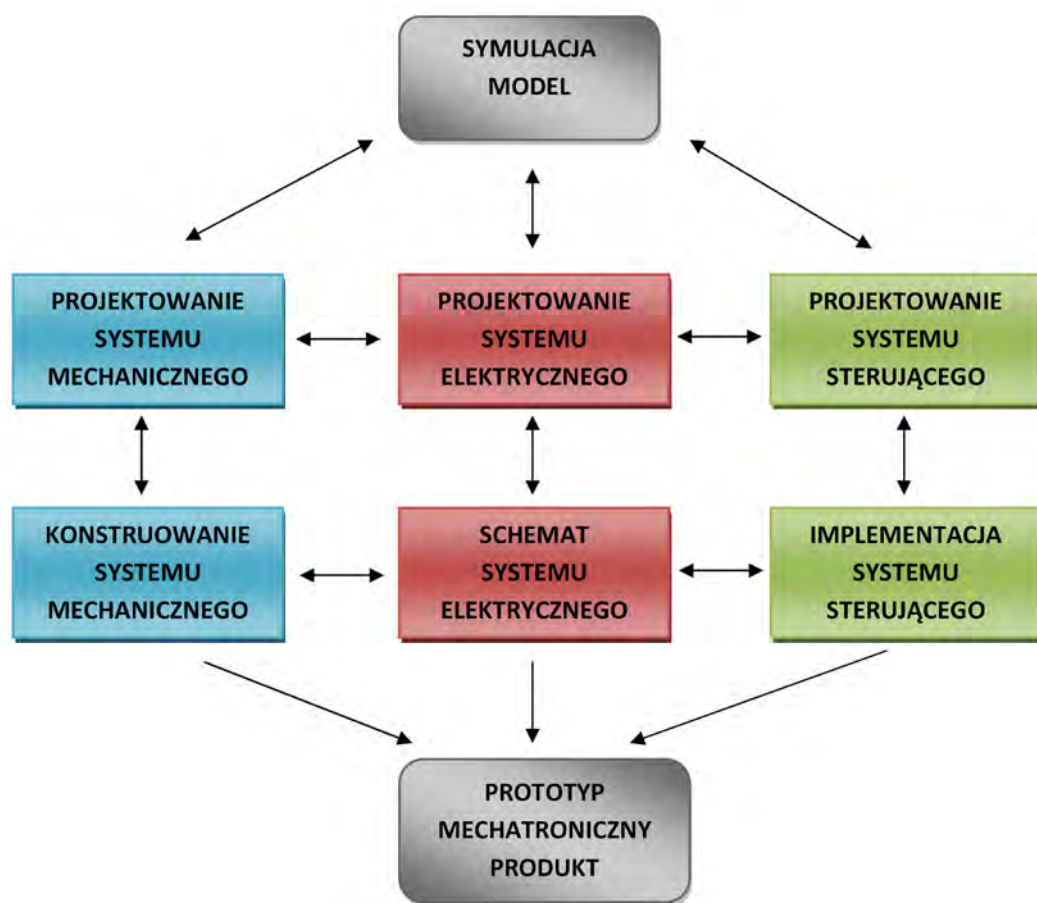 SYMULACJA
MODEL
PROJEKTOWANIE
SYSTEMU
MECHANICZNEGO
PROJEKTOWANIE
SYSTEMU
ELEKTRYCZNEGO
PROJEKTOWANIE
SYSTEMU
STERUJĄCEGO
KONSTRUOWANIE
SYSTEMU
MECHANICZNEGO
SCHEMAT
SYSTEMU
ELEKTRYCZNEGO
IMPLEMENTACJA
SYSTEMU
STERUJĄCEGO
PROTOTYP
MECHATRONICZNY
PRODUKT